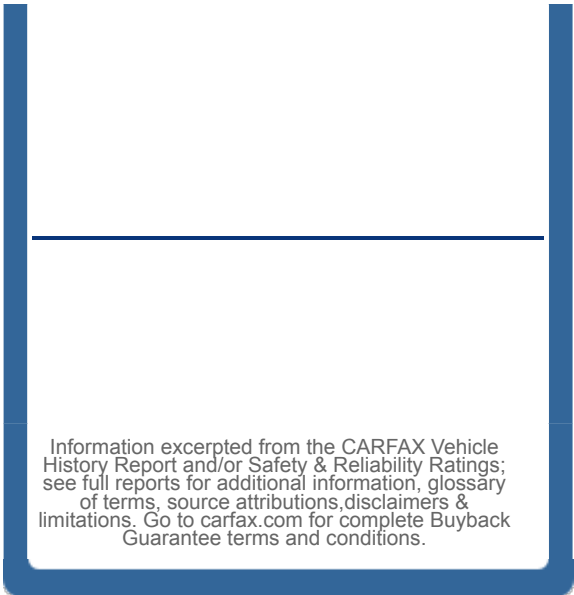 Information excerpted from the CARFAX Vehicle
History Report and/or Safety & Reliability Ratings;
see full reports for additional information, glossary
of terms, source attributions,disclaimers &
limitations. Go to carfax.com for complete Buyback
Guarantee terms and conditions.